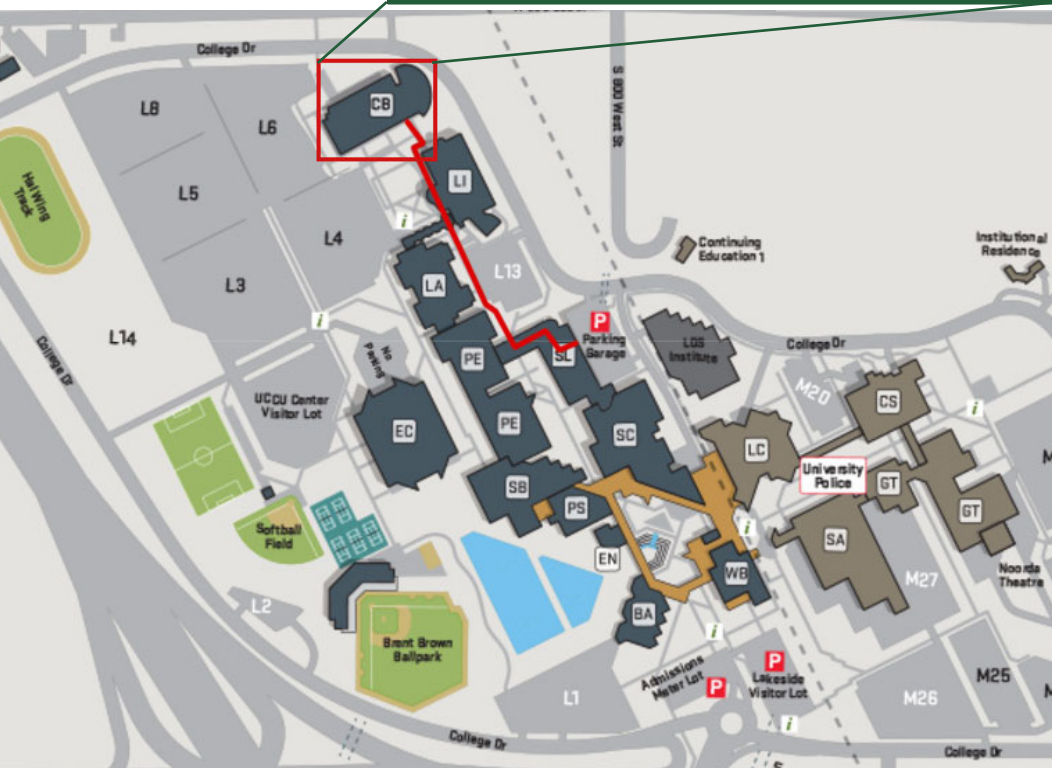 College Dr
CB
L8
L6
S 800 West St
LI
Hal Wing
Track
L5
L4
Continuing
Education 1
Institutional
Residence
L13
LA
L3
P
Parking
Garage
L14
College Dr
No
Parking
PE
SL
LDS
Institute
College Dr
M20
CS
UCCU Center
Visitor Lot
EC
PE
SC
LC
University
Police
GT
GT
SB
PS
Softball
Field
EN
SA
WB
Noorda
Theatre
M27
L2
BA
Brent Brown
Ballpark
Admissions
Meter Lot
P
P
Lakeside
Visitor Lot
M25
L1
M26
College Dr
College Dr